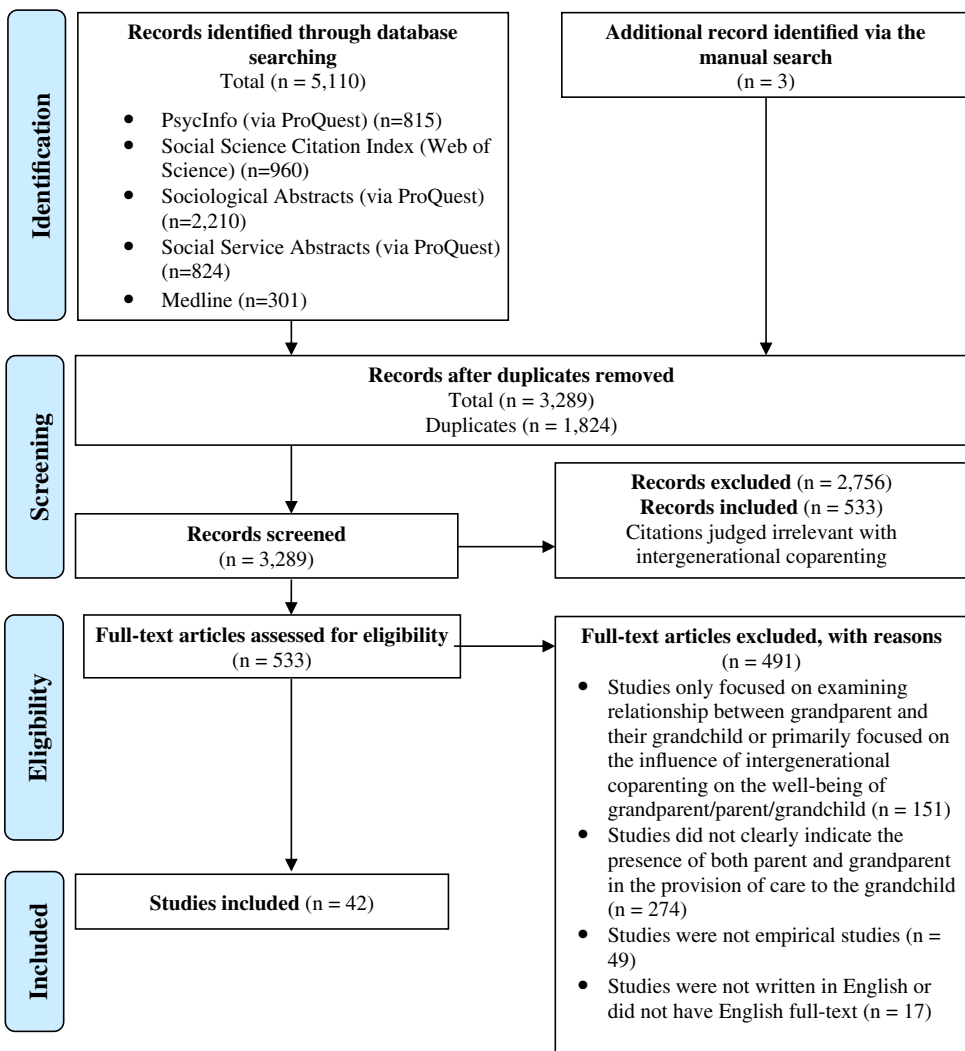 Identification
Records identified through database
searching
Total (n = 5,110)
• PsycInfo (via ProQuest) (n=815)
• Social Science Citation Index (Web of
Science) (n=960)
• Sociological Abstracts (via ProQuest)
(n=2,210)
• Social Service Abstracts (via ProQuest)
(n=824)
• Medline (n=301)
Additional record identified via the
manual search
(n = 3)
Screening
Records after duplicates removed
Total (n = 3,289)
Duplicates (n = 1,824)
Records screened
(n = 3,289)
Records excluded (n = 2,756)
Records included (n = 533)
Citations judged irrelevant with
intergenerational coparenting
Eligibility
Full-text articles assessed for eligibility
(n = 533)
Full-text articles excluded, with reasons
(n = 491)
• Studies only focused on examining
relationship between grandparent and
their grandchild or primarily focused on
the influence of intergenerational
coparenting on the well-being of
grandparent/parent/grandchild (n = 151)
• Studies did not clearly indicate the
presence of both parent and grandparent
in the provision of care to the grandchild
(n = 274)
• Studies were not empirical studies (n =
49)
• Studies were not written in English or
did not have English full-text (n = 17)
Included
Studies included (n = 42)